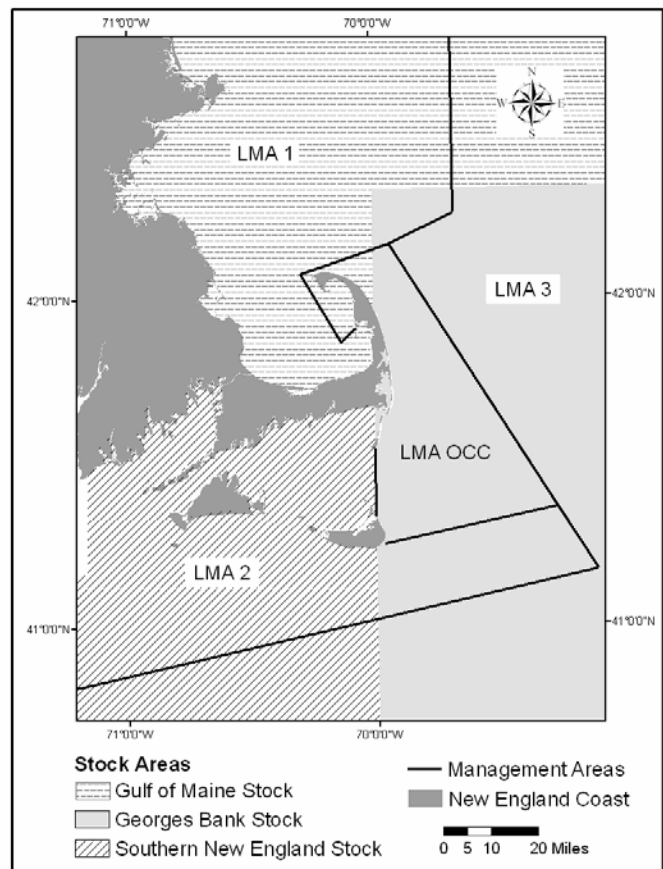 71°0'0"W 70°0'0"W
N
W E
S
LMA 1
LMA 3
42°0'0"N 42°0'0"N
LMA OCC
LMA 2
41°0'0"N 41°0'0"N
71°0'0"W 70°0'0"W
Stock Areas
Gulf of Maine Stock
Georges Bank Stock
Southern New England Stock
Management Areas
New England Coast
0 5 10 20 Miles